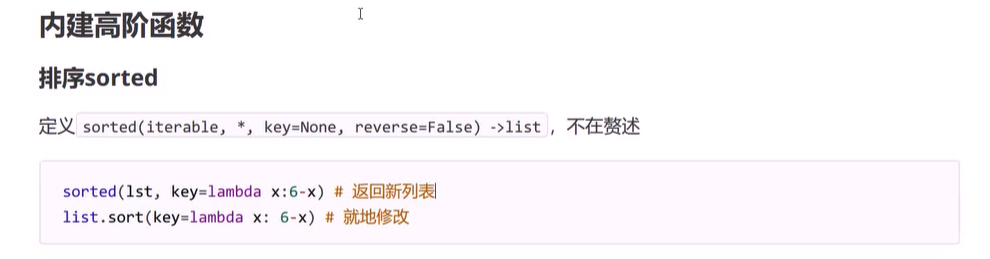 内建高阶函数
排序sorted
定义 sorted(iterable, *, key=None, reverse=False) ->list ，不在赘述
sorted(lst, key=lambda x:6-x) # 返回新列表
list.sort(key=lambda x: 6-x) # 就地修改